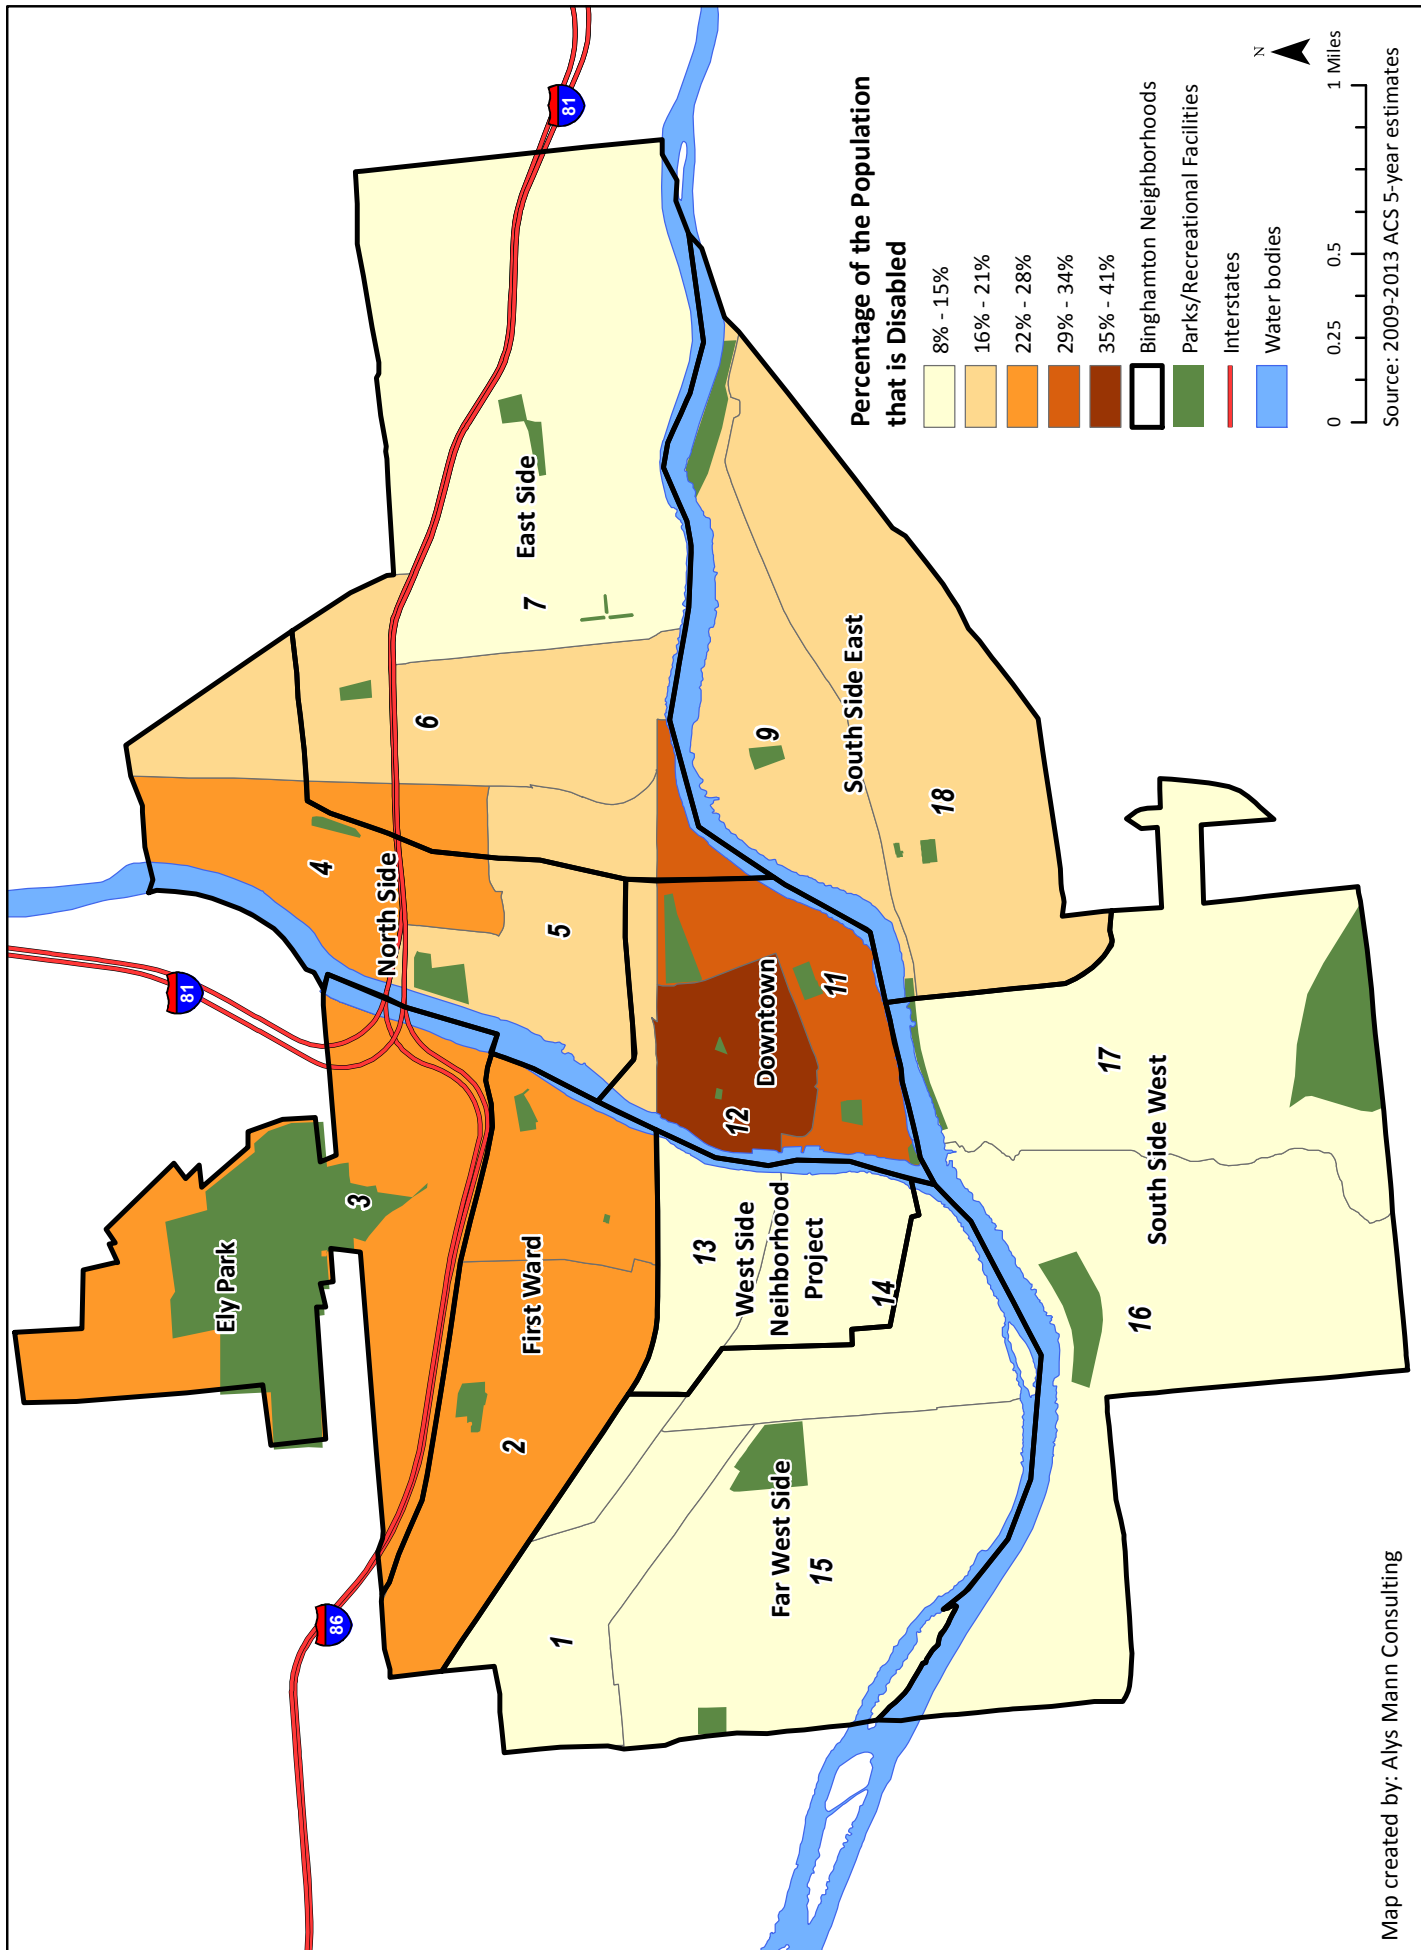 86
81
81
Ely Park
3
North Side
4
6
East Side
7
5
First Ward
2
1
Far West Side
15
13
West Side
Neihborhood
Project
14
12
Downtown
11
9
South Side East
18
17
South Side West
16
Percentage of the Population
that is Disabled
8% - 15%
16% - 21%
22% - 28%
29% - 34%
35% - 41%
Binghamton Neighborhoods
Parks/Recreational Facilities
Interstates
Water bodies
N
0 0.25 0.5 1 Miles
Source: 2009-2013 ACS 5-year estimates
Map created by: Alys Mann Consulting